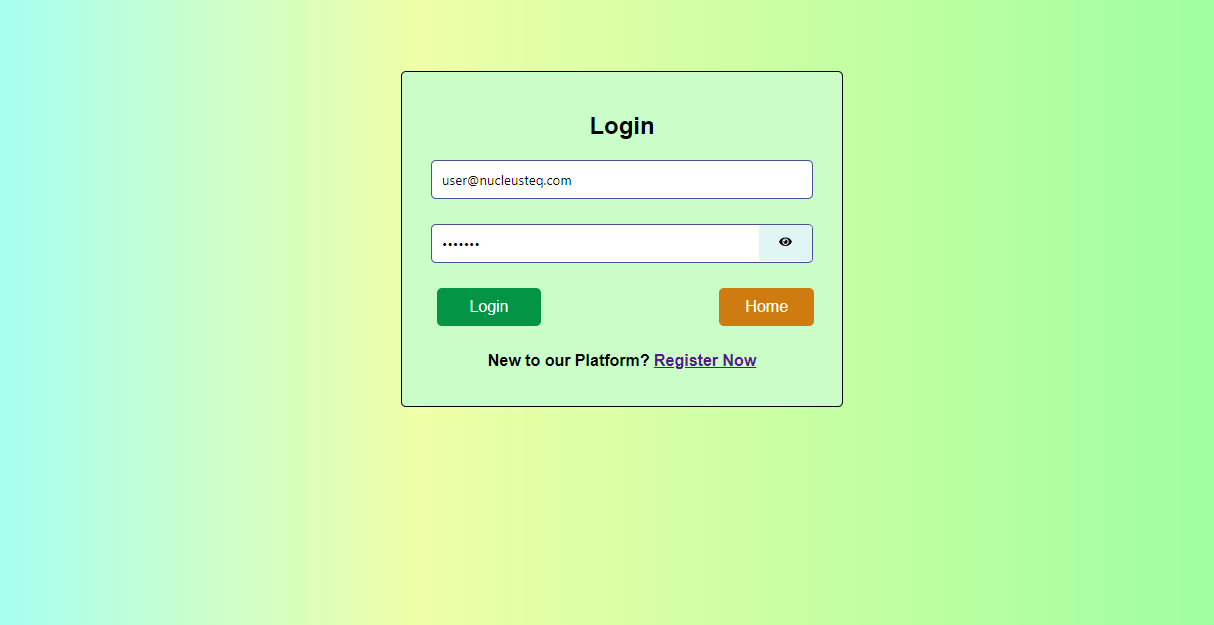 Login
user@nucleusteq.com
•••••••
Login Home
New to our Platform? Register Now